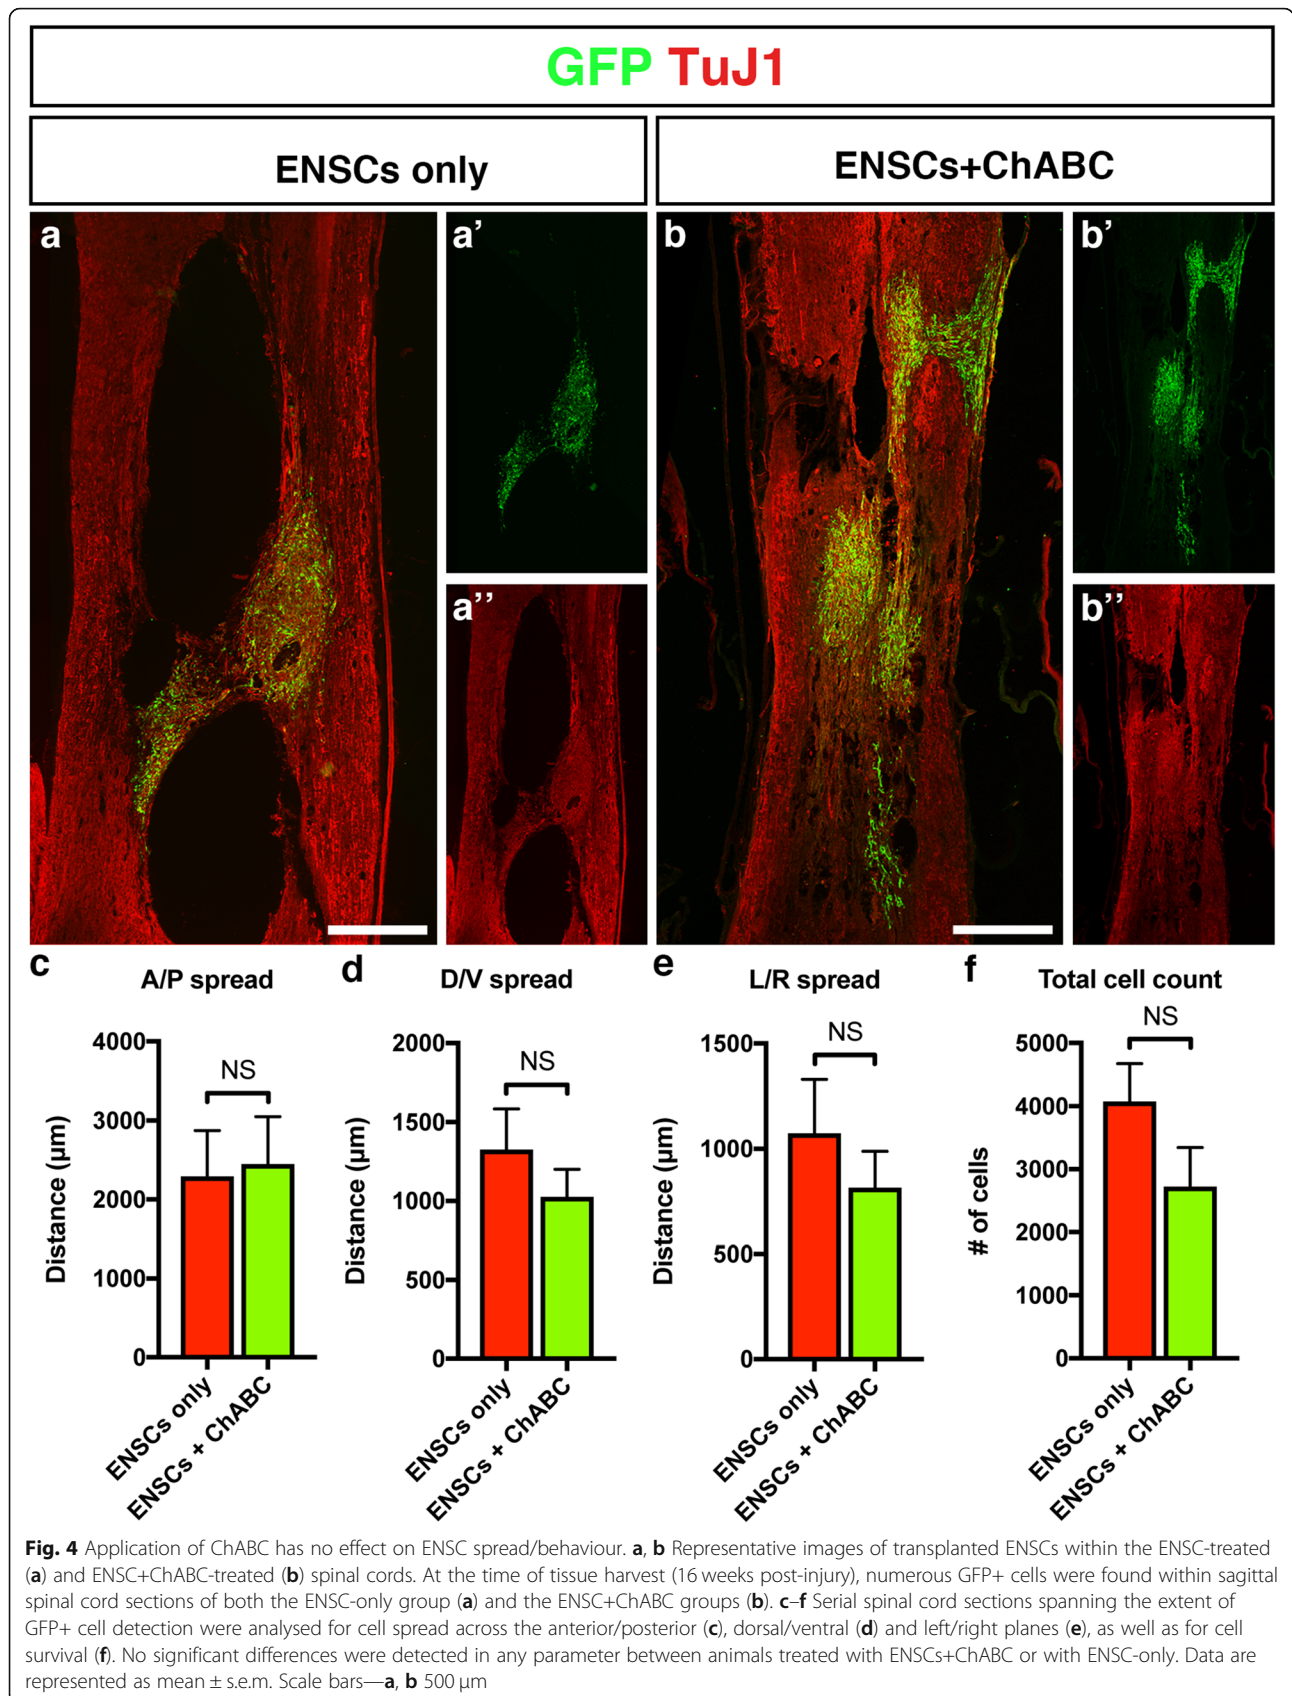 GFP TuJ1
ENSCs only
ENSCs+ChABC
a
a’
a’’
b
b’
b’’
c
A/P spread
Distance (µm)
4000
3000
2000
1000
0
NS
ENSCs only
ENSCs + ChABC
d
D/V spread
Distance (µm)
2000
1500
1000
500
0
NS
ENSCs only
ENSCs + ChABC
e
L/R spread
Distance (µm)
1500
1000
500
0
NS
ENSCs only
ENSCs + ChABC
f
Total cell count
# of cells
5000
4000
3000
2000
1000
0
NS
ENSCs only
ENSCs + ChABC
Fig. 4 Application of ChABC has no effect on ENSC spread/behaviour. a, b Representative images of transplanted ENSCs within the ENSC-treated
(a) and ENSC+ChABC-treated (b) spinal cords. At the time of tissue harvest (16 weeks post-injury), numerous GFP+ cells were found within sagittal
spinal cord sections of both the ENSC-only group (a) and the ENSC+ChABC groups (b). c–f Serial spinal cord sections spanning the extent of
GFP+ cell detection were analysed for cell spread across the anterior/posterior (c), dorsal/ventral (d) and left/right planes (e), as well as for cell
survival (f). No significant differences were detected in any parameter between animals treated with ENSCs+ChABC or with ENSC-only. Data are
represented as mean ± s.e.m. Scale bars—a, b 500 µm